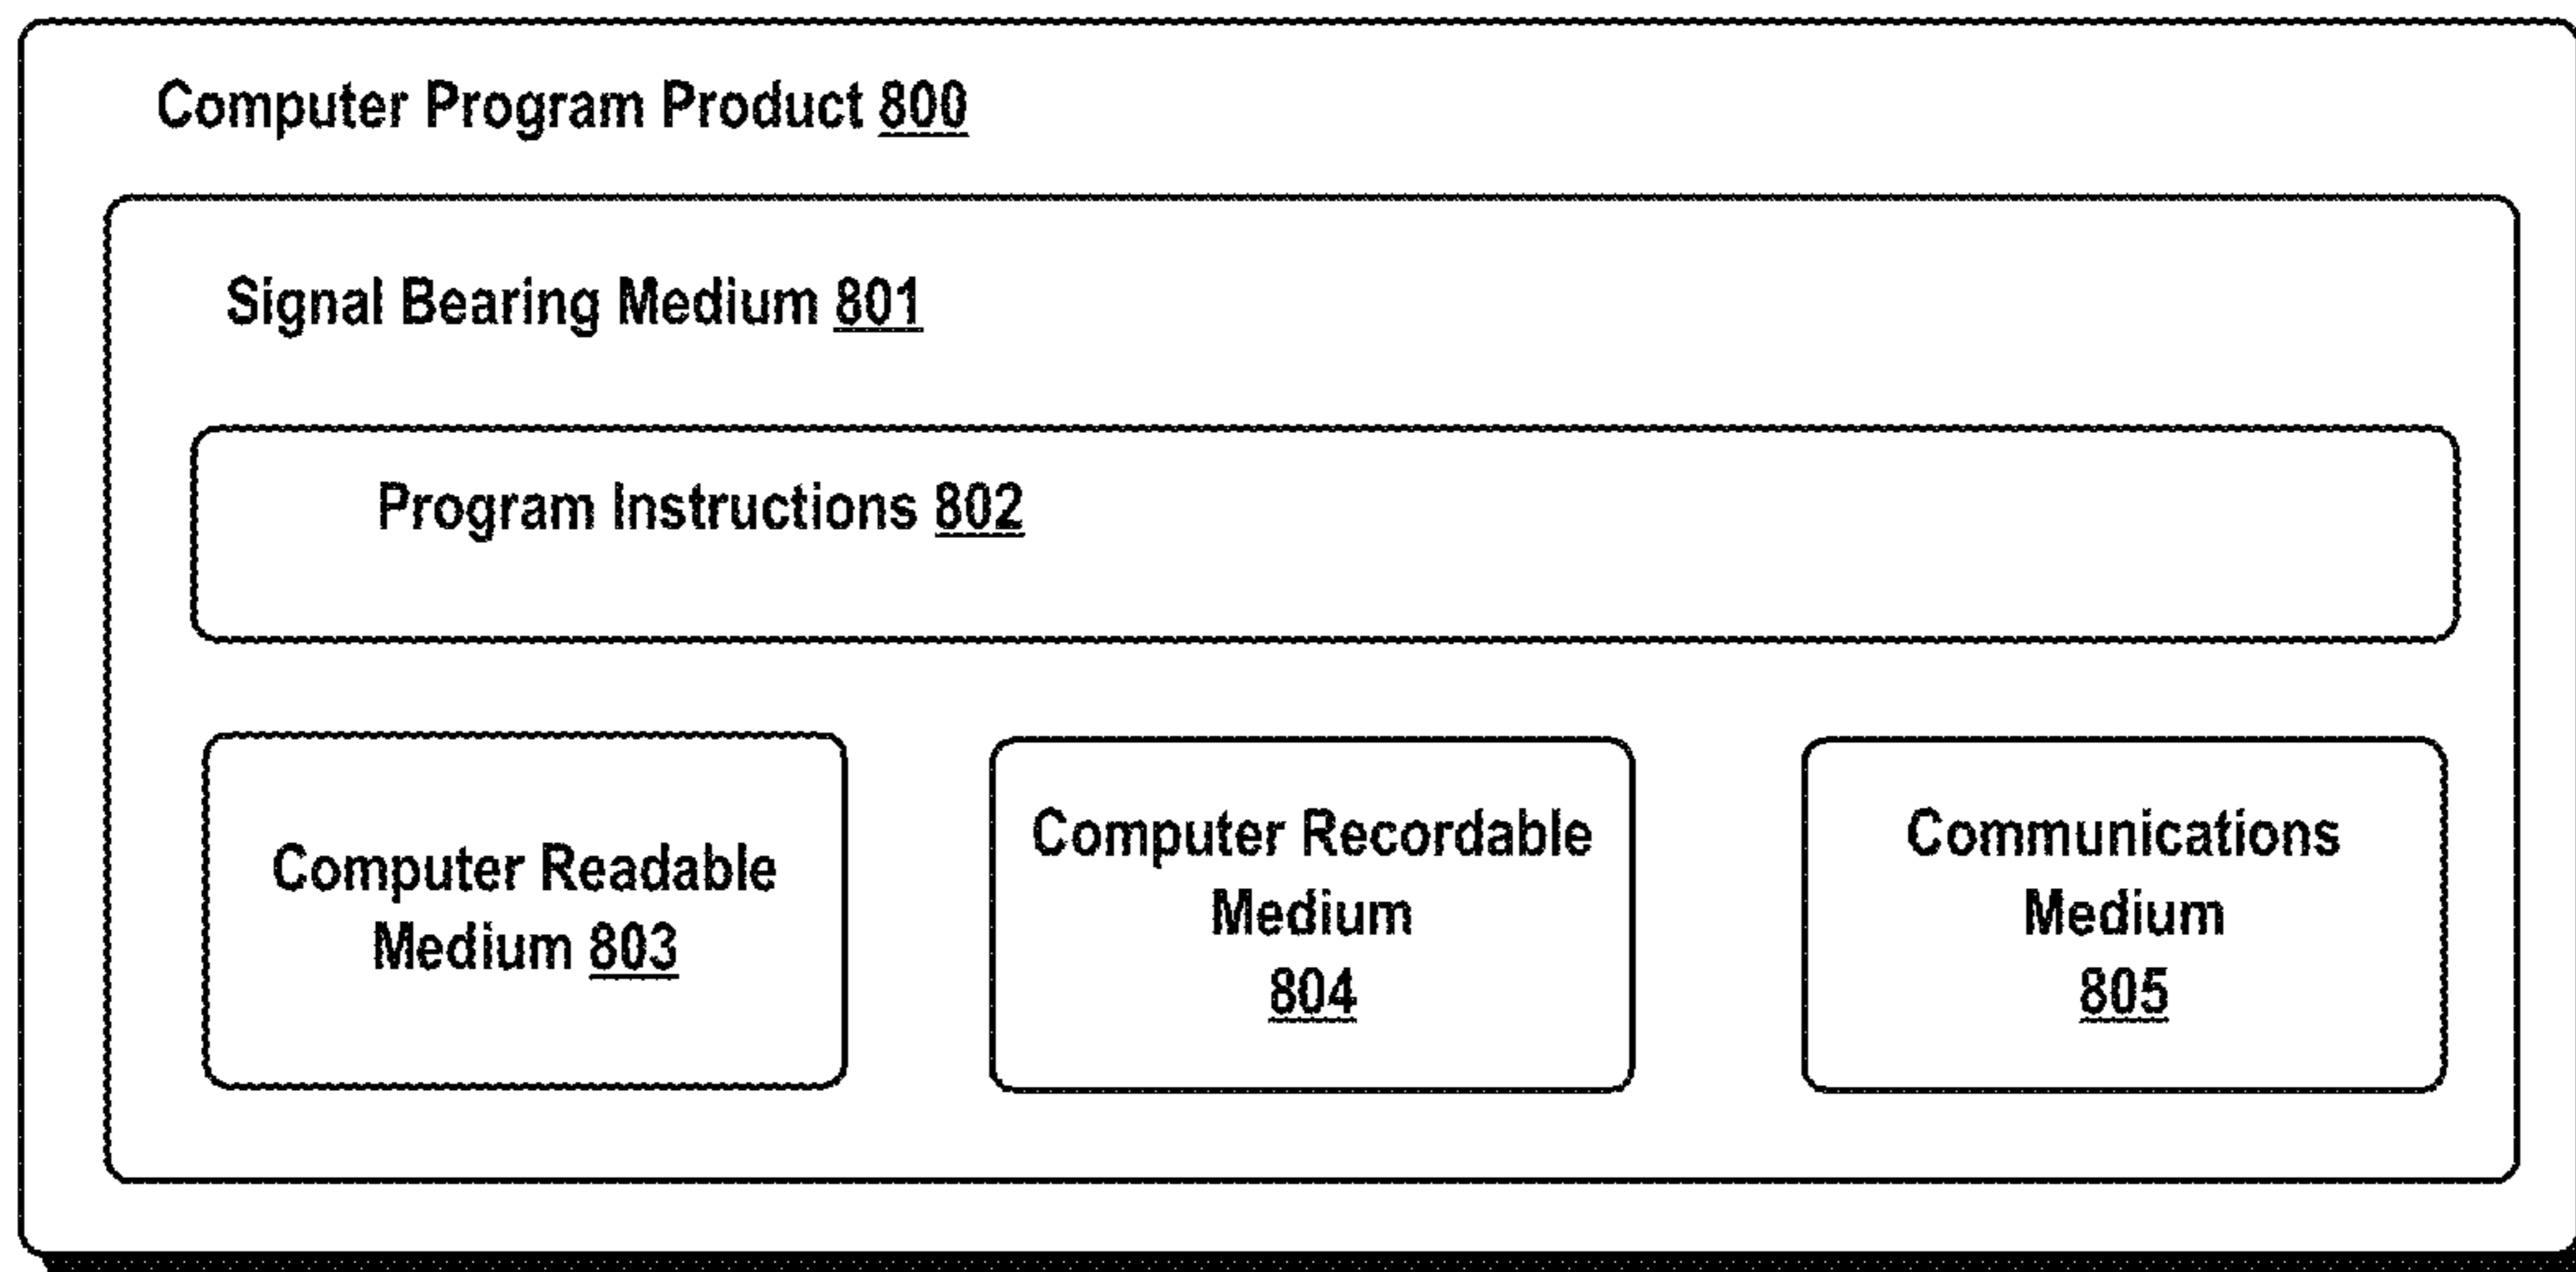 Computer Program Product 800
Signal Bearing Medium 801
Program Instructions 802
Computer Readable
Medium 803
Computer Recordable
Medium
804
Communications
Medium
805